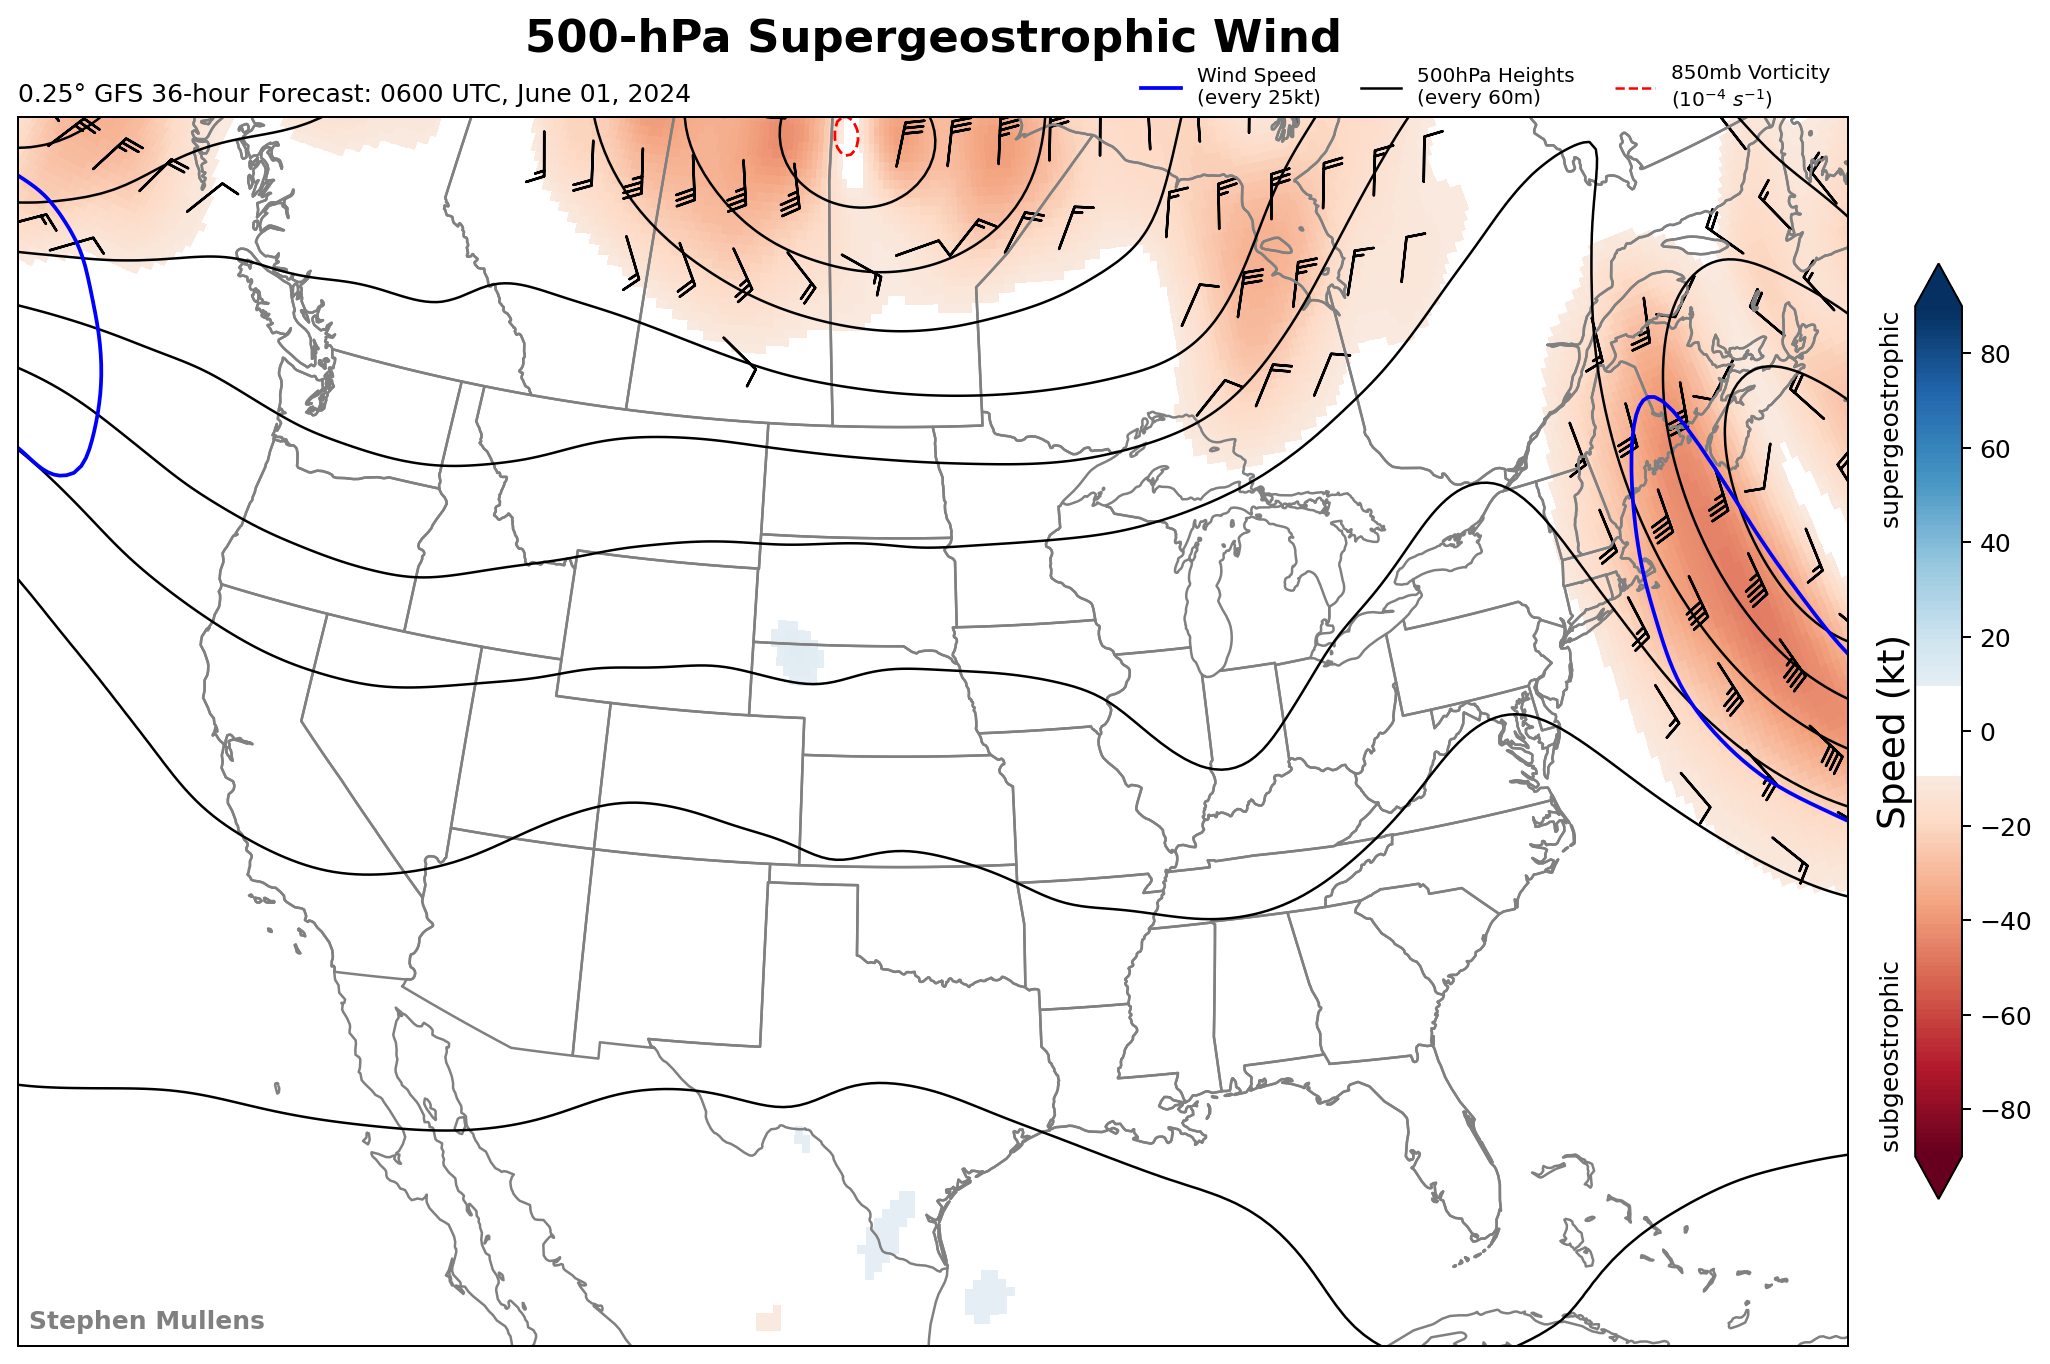 500-hPa Supergeostrophic Wind
0.25° GFS 36-hour Forecast: 0600 UTC, June 01, 2024
Wind Speed
(every 25kt)
500hPa Heights
(every 60m)
850mb Vorticity
(10⁻⁴ s⁻¹)
supergeostrophic
Speed (kt)
subgeostrophic
80
60
40
20
0
−20
−40
−60
−80
Stephen Mullens